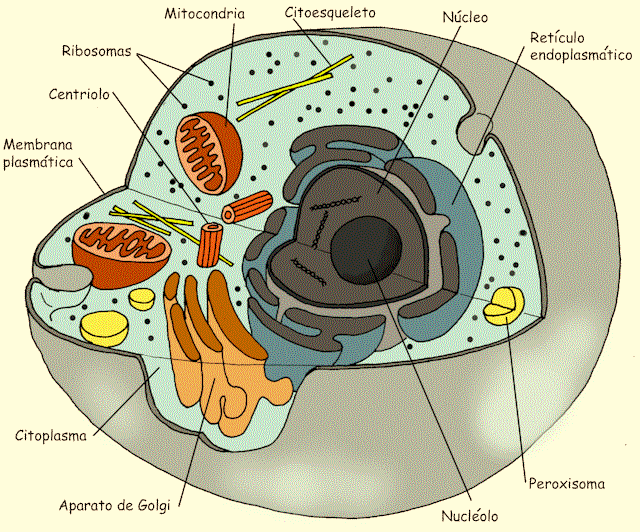 Mitocondria
Citoesqueleto
Núcleo
Retículo
endoplasmático
Ribosomas
Centriolo
Membrana
plasmática
Citoplasma
Aparato de Golgi
Nucléolo
Peroxisoma